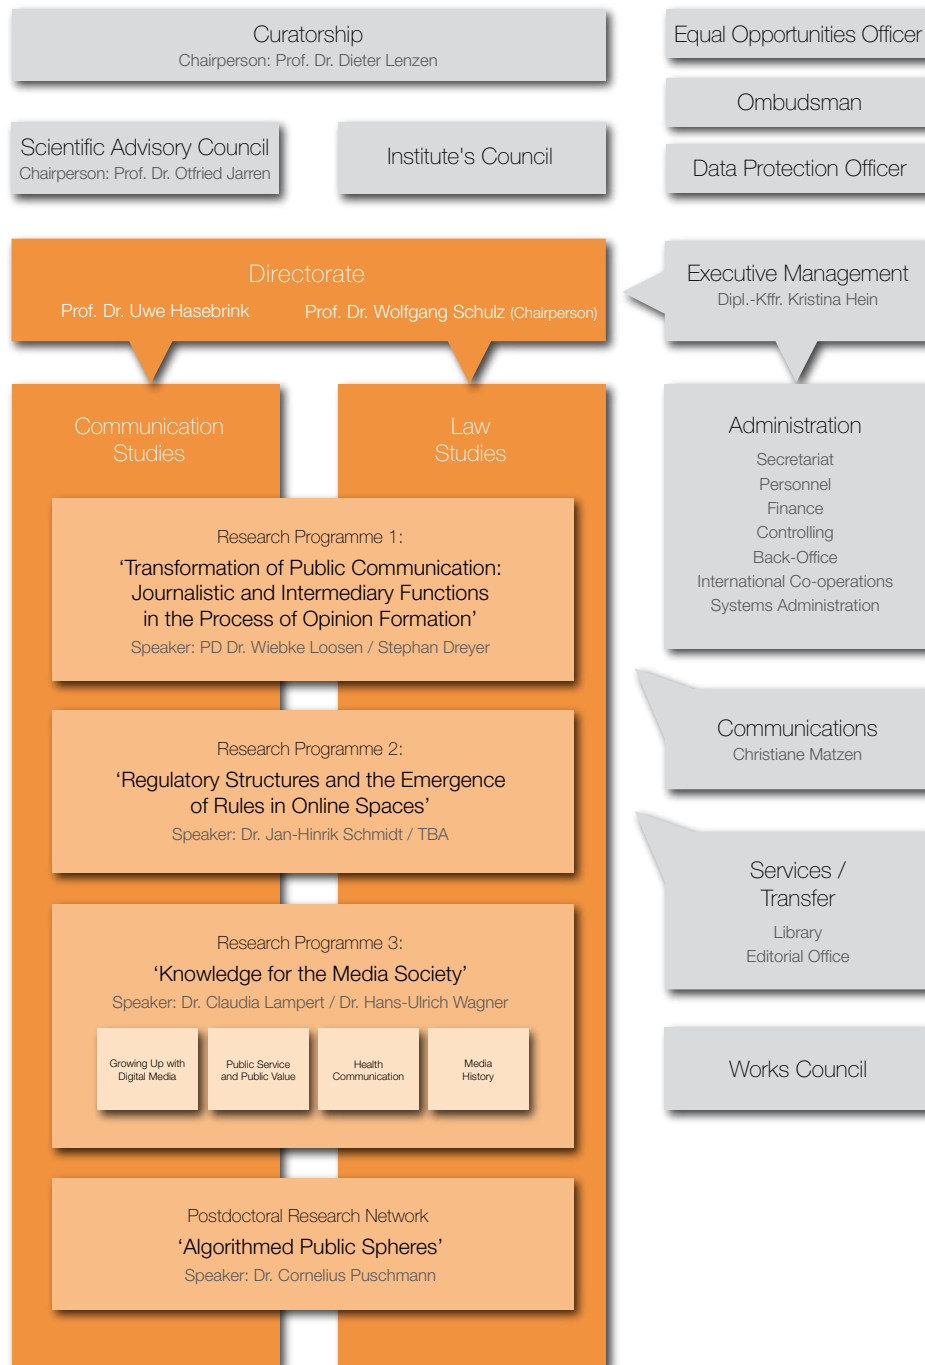 Curatorship
Chairperson: Prof. Dr. Dieter Lenzen
Equal Opportunities Officer
Ombudsman
Scientific Advisory Council
Chairperson: Prof. Dr. Otfried Jarren
Institute's Council
Data Protection Officer
Directorate
Prof. Dr. Uwe Hasebrink
Prof. Dr. Wolfgang Schulz (Chairperson)
Executive Management
Dipl.-Kffr. Kristina Hein
Communication
Studies
Law
Studies
Research Programme 1:
‘Transformation of Public Communication:
Journalistic and Intermediary Functions
in the Process of Opinion Formation’
Speaker: PD Dr. Wiebke Loosen / Stephan Dreyer
Research Programme 2:
‘Regulatory Structures and the Emergence
of Rules in Online Spaces’
Speaker: Dr. Jan-Hinrik Schmidt / TBA
Research Programme 3:
‘Knowledge for the Media Society’
Speaker: Dr. Claudia Lampert / Dr. Hans-Ulrich Wagner
Growing Up with
Digital Media
Public Service
and Public Value
Health
Communication
Media
History
Postdoctoral Research Network
‘Algorithmed Public Spheres’
Speaker: Dr. Cornelius Puschmann
Administration
Secretariat
Personnel
Finance
Controlling
Back-Office
International Co-operations
Systems Administration
Communications
Christiane Matzen
Services /
Transfer
Library
Editorial Office
Works Council